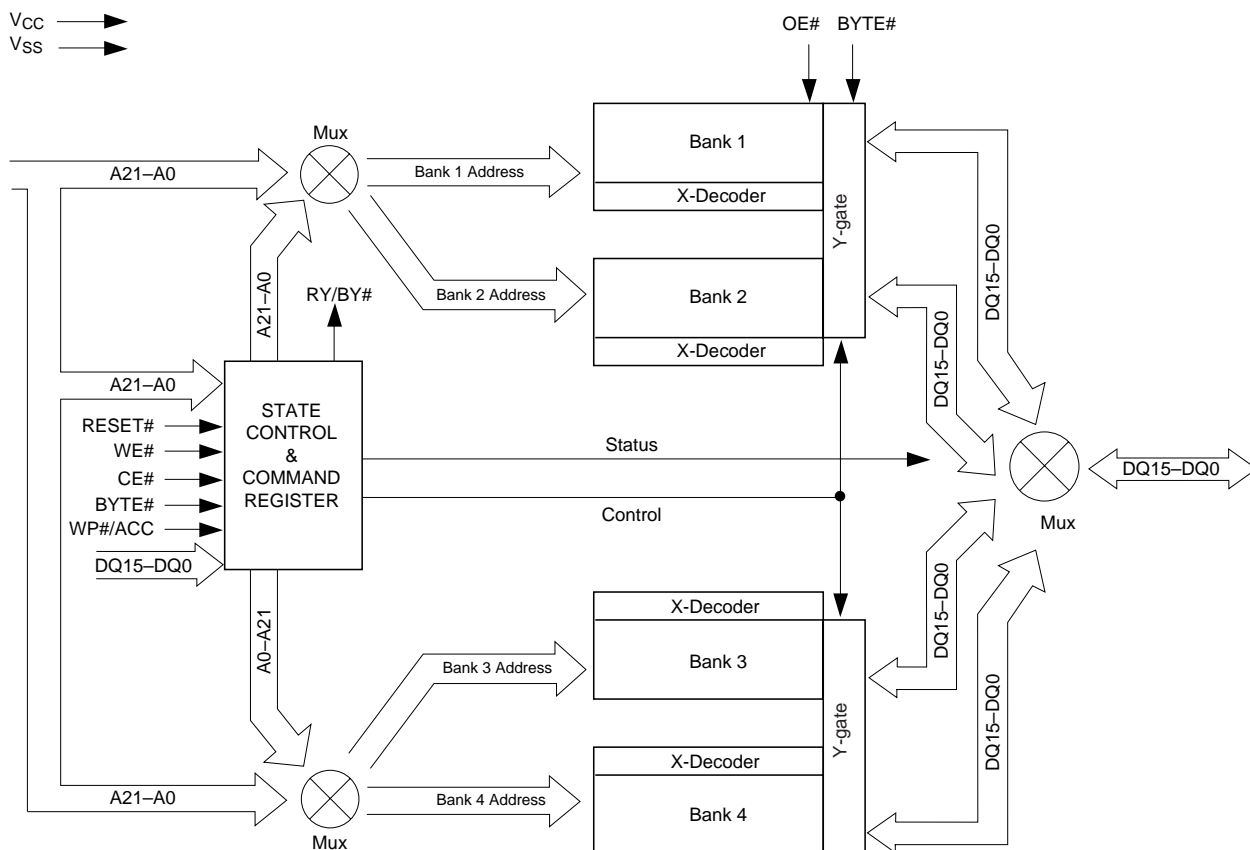 VCC
VSS
OE# BYTE#
Mux
Bank 1
A21–A0
Bank 1 Address
X-Decoder
Y-gate
DQ15–DQ0
A21–A0
RY/BY#
Bank 2 Address
Bank 2
X-Decoder
DQ15–DQ0
A21–A0
RESET#
WE#
CE#
BYTE#
WP#/ACC
DQ15–DQ0
STATE
CONTROL
&
COMMAND
REGISTER
Status
Control
DQ15–DQ0
Mux
A0–A21
X-Decoder
Bank 3 Address
Bank 3
DQ15–DQ0
Y-gate
DQ15–DQ0
X-Decoder
A21–A0
Bank 4 Address
Bank 4
Mux